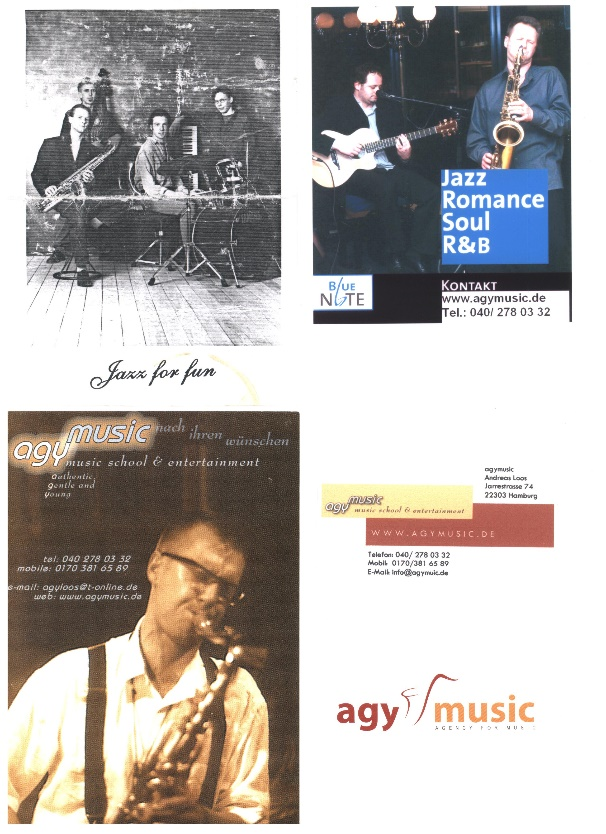 Jazz
Romance
Soul
R&B
BLUE
NOTE
KONTAKT
www.agymusic.de
Tel.: 040/ 278 03 32
Jazz for fun
agymusic nach ihren wünschen
music school & entertainment
authentic,
gentle and
young
tel: 040 278 03 32
mobile: 0170 381 65 89
e-mail: agyloos@t-online.de
web: www.agymusic.de
agymusic
Andreas Loos
Jarrestrasse 74
22303 Hamburg
agymusic
music school & entertainment
WWW.AGYMUSIC.DE
Telefon: 040/ 278 03 32
Mobil: 0170/381 65 89
E-Mail: info@agymuic.de
agy music
AGENCY FOR MUSIC